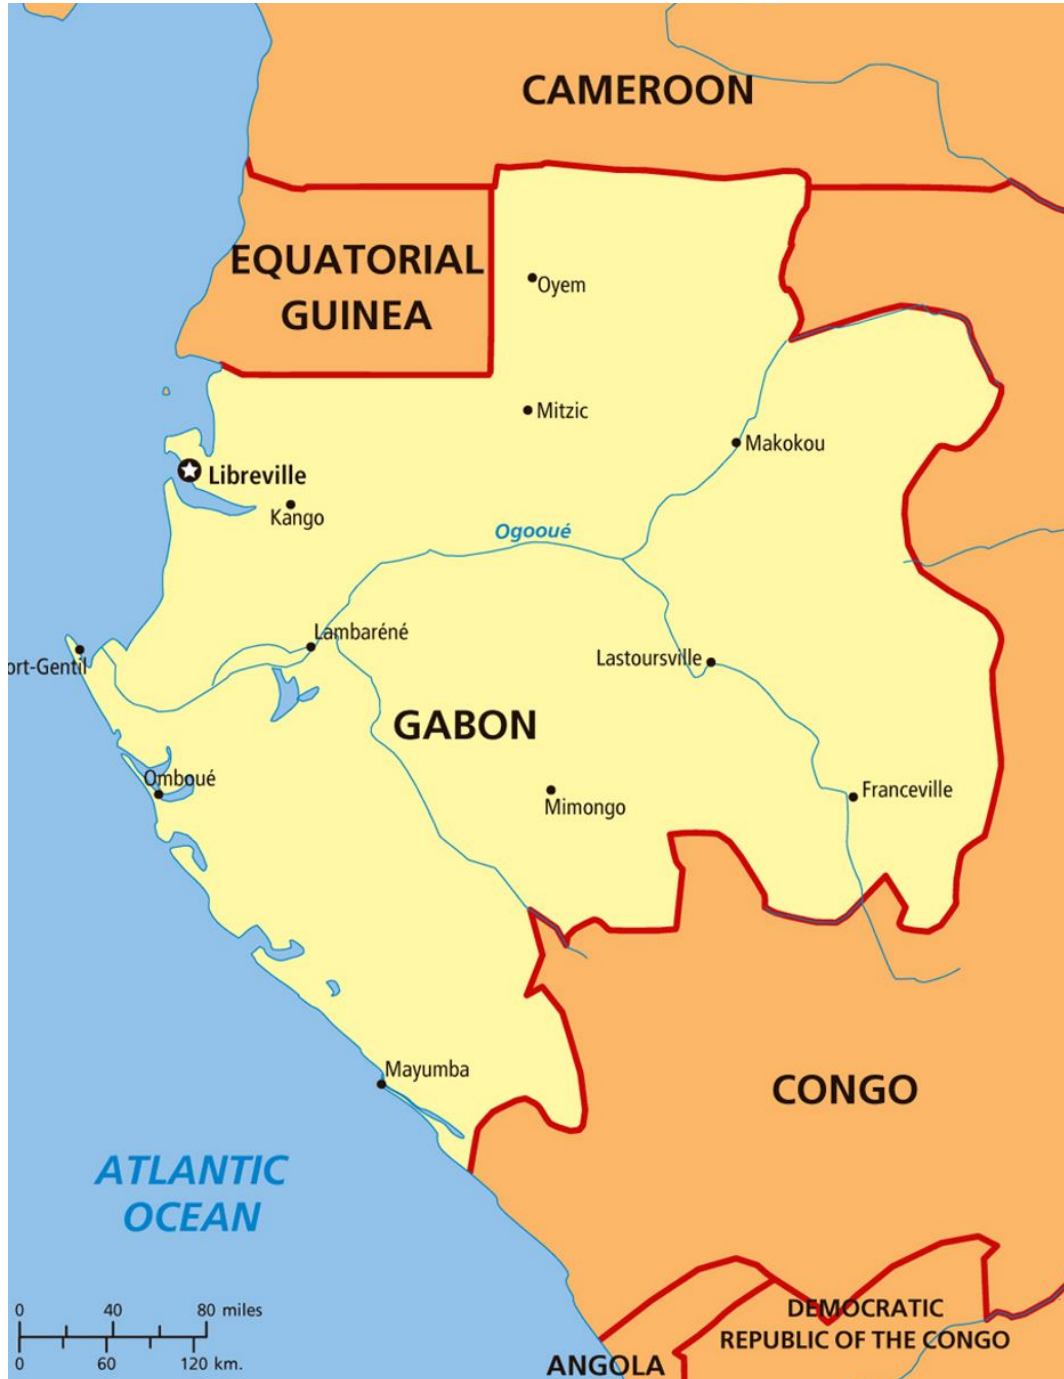 CAMEROON
EQUATORIAL
GUINEA
Oyem
Mitzic
Makokou
Libreville
Kango
Ogooué
Lambaréné
ort-Gentil
Lastoursville
GABON
Omboué
Mimongo
Franceville
Mayumba
CONGO
ATLANTIC
OCEAN
0 40 80 miles
0 60 120 km.
DEMOCRATIC
REPUBLIC OF THE CONGO
ANGOLA